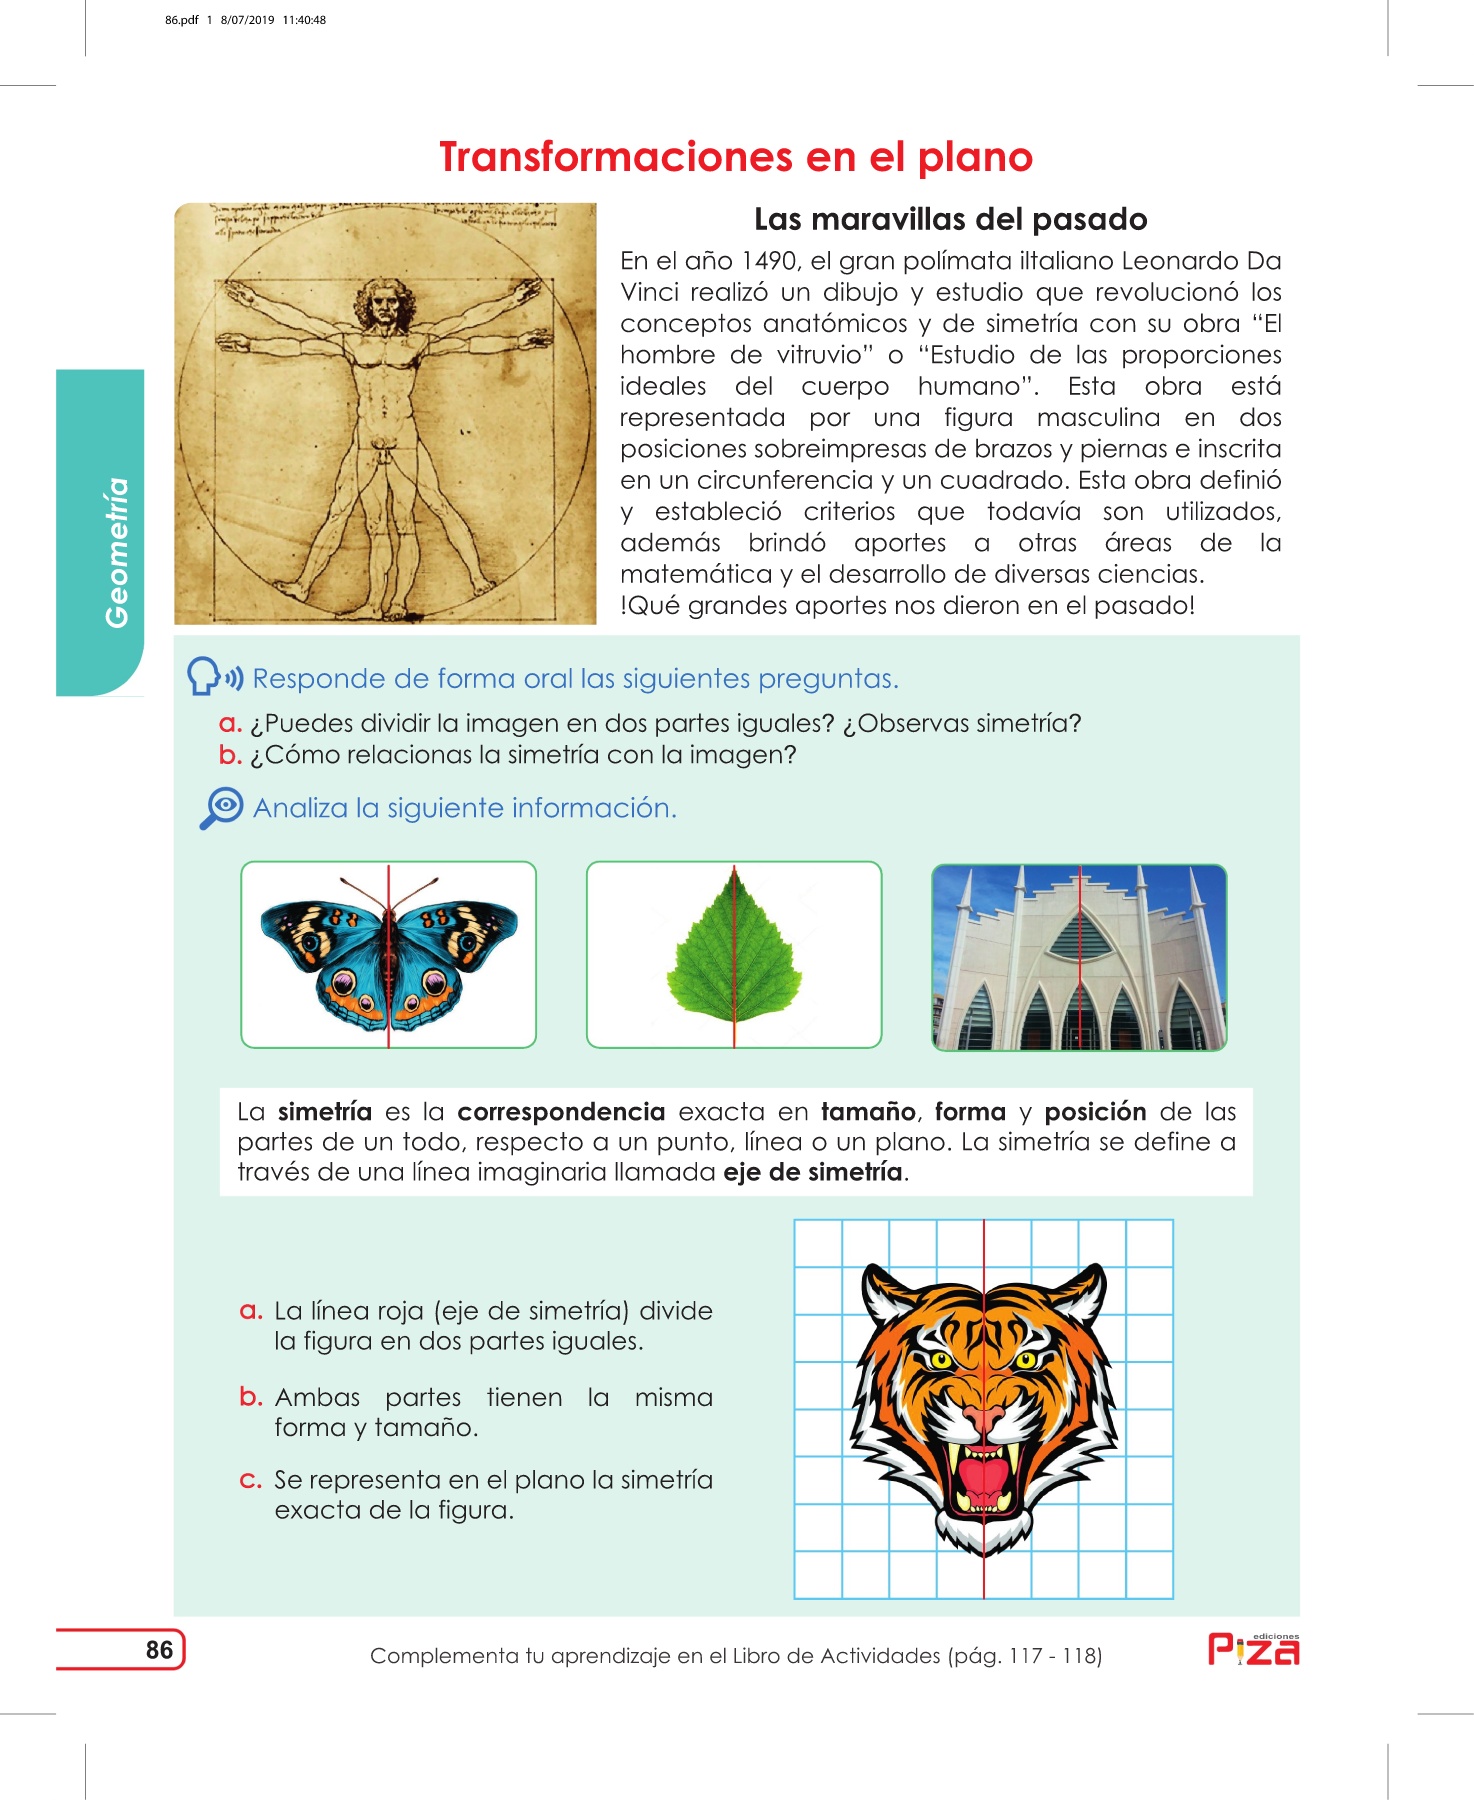 86.pdf   1   8/07/2019   11:40:48
Transformaciones en el plano
Las maravillas del pasado
En el año 1490, el gran polímata iItaliano Leonardo Da
Vinci realizó un dibujo y estudio que revolucionó los
conceptos anatómicos y de simetría con su obra “El
hombre de vitruvio” o “Estudio de las proporciones
ideales del cuerpo humano”. Esta obra está
representada por una figura masculina en dos
posiciones sobreimpresas de brazos y piernas e inscrita
en un circunferencia y un cuadrado. Esta obra definió
y estableció criterios que todavía son utilizados,
además brindó aportes a otras áreas de la
matemática y el desarrollo de diversas ciencias.
!Qué grandes aportes nos dieron en el pasado!
Geometría
Responde de forma oral las siguientes preguntas.
a. ¿Puedes dividir la imagen en dos partes iguales? ¿Observas simetría?
b. ¿Cómo relacionas la simetría con la imagen?
Analiza la siguiente información.
La simetría es la correspondencia exacta en tamaño, forma y posición de las
partes de un todo, respecto a un punto, línea o un plano. La simetría se define a
través de una línea imaginaria llamada eje de simetría.
a. La línea roja (eje de simetría) divide
la figura en dos partes iguales.
b. Ambas partes tienen la misma
forma y tamaño.
c. Se representa en el plano la simetría
exacta de la figura.
86
Complementa tu aprendizaje en el Libro de Actividades (pág. 117 - 118)
ediciones
Piza